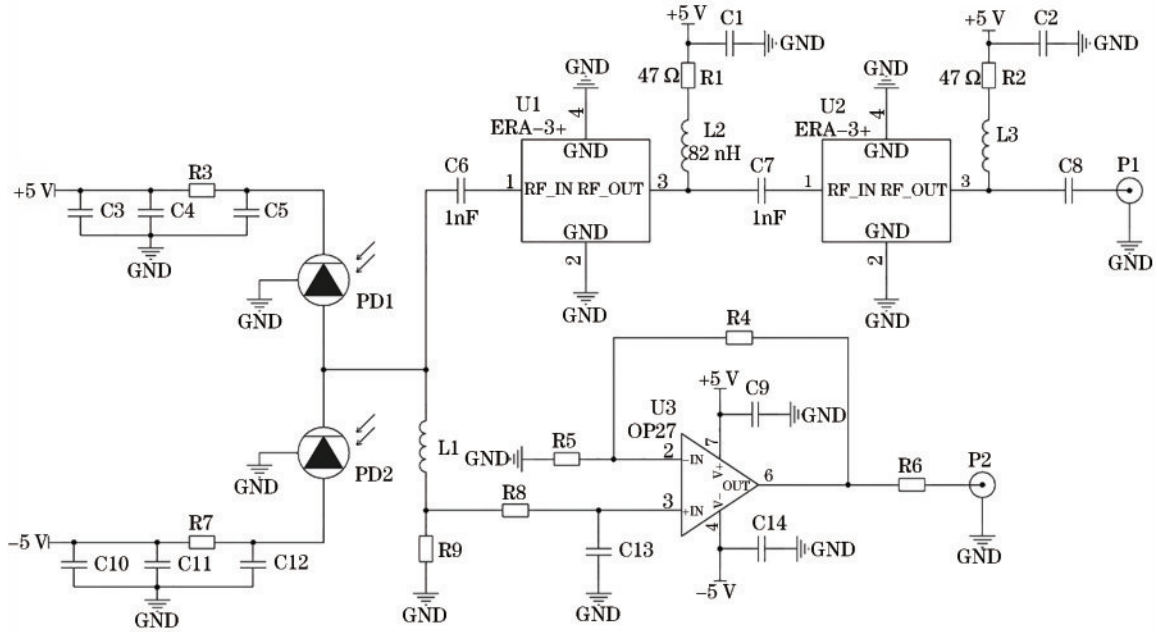 +5 V
C1
GND
+5 V
C2
GND
GND
47 Ω
R1
GND
47 Ω
R2
U1
ERA-3+
4
GND
L2
82 nH
U2
ERA-3+
4
GND
L3
C6
1nF
1
RF_IN RF_OUT
3
C7
1nF
1
RF_IN RF_OUT
3
C8
P1
GND
2
GND
GND
2
GND
GND
+5 V
R3
C3
C4
C5
GND
GND
PD1
R4
+5 V
C9
GND
U3
OP27
L1
GND
R5
2
-IN
7
V+
OUT
6
R6
P2
GND
PD2
GND
R8
3
+IN
V-
4
C14
GND
-5 V
-5 V
R7
C10
C11
C12
GND
R9
GND
C13
GND